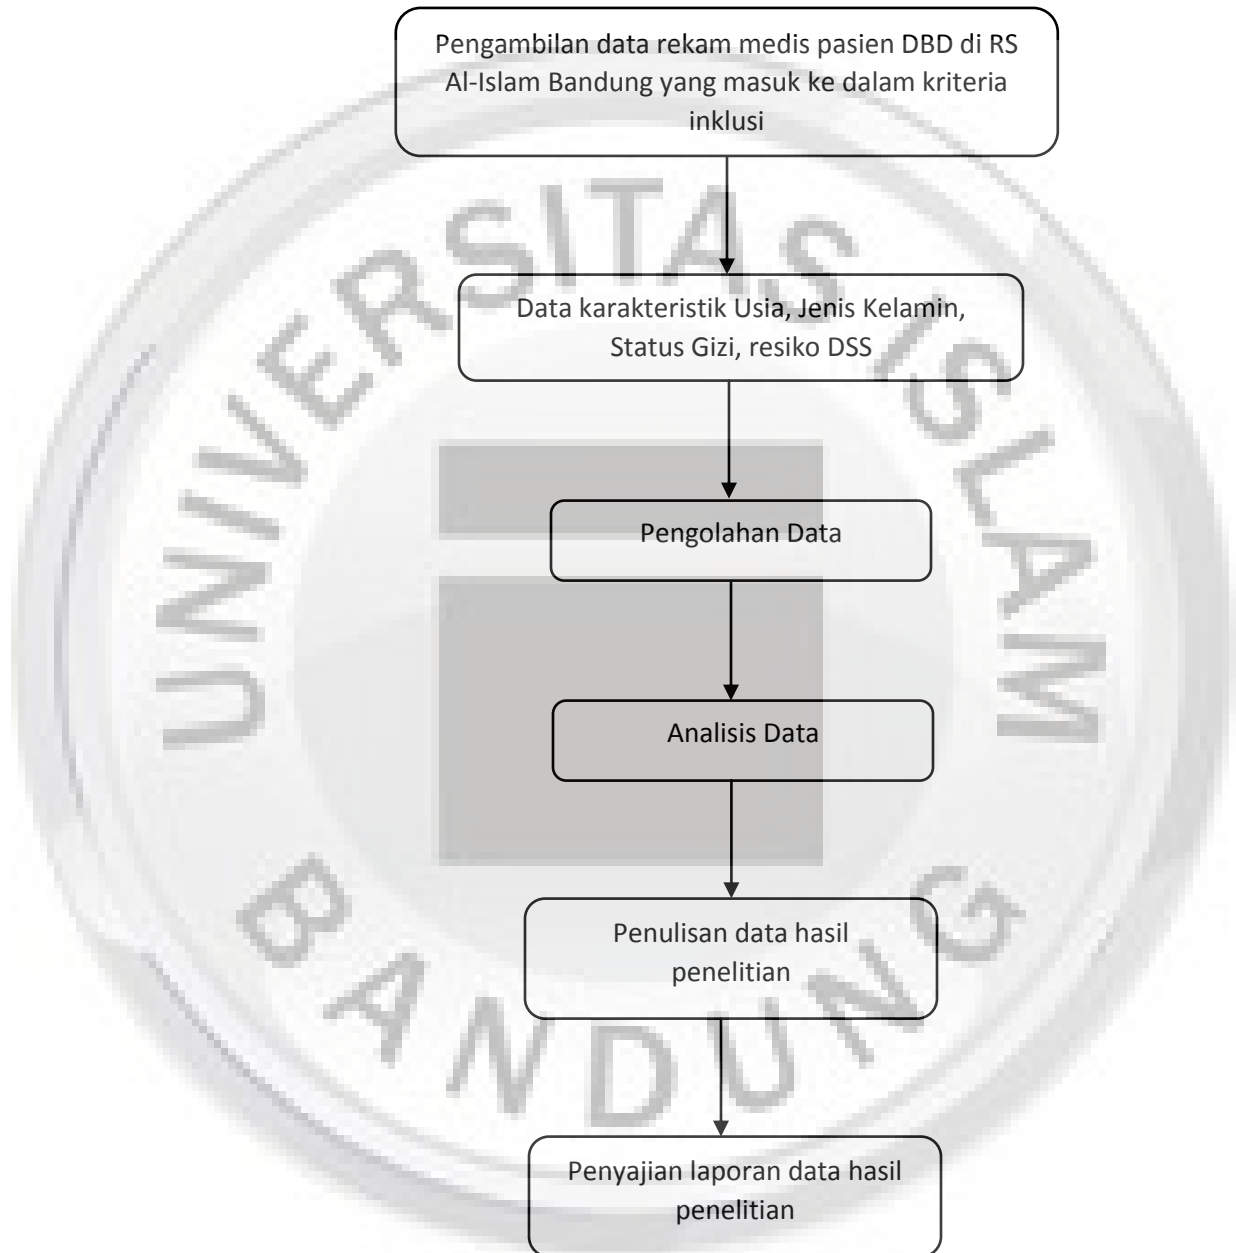 Pengambilan data rekam medis pasien DBD di RS
Al-Islam Bandung yang masuk ke dalam kriteria
inklusi
UNIVERSITAS ISLAM
Data karakteristik Usia, Jenis Kelamin,
Status Gizi, resiko DSS
Pengolahan Data
Analisis Data
Penulisan data hasil
penelitian
BANDUNG
Penyajian laporan data hasil
penelitian